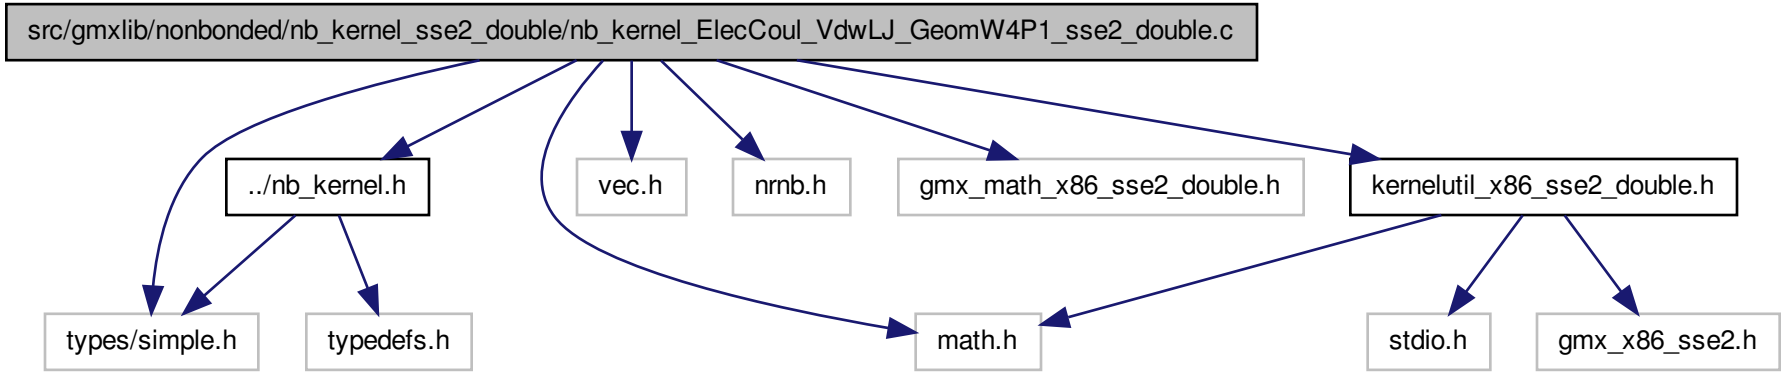 src/gmxlib/nonbonded/nb_kernel_sse2_double/nb_kernel_ElecCoul_VdwLJ_GeomW4P1_sse2_double.c
../nb_kernel.h
vec.h
nrnb.h
gmx_math_x86_sse2_double.h
kernelutil_x86_sse2_double.h
types/simple.h
typedefs.h
math.h
stdio.h
gmx_x86_sse2.h